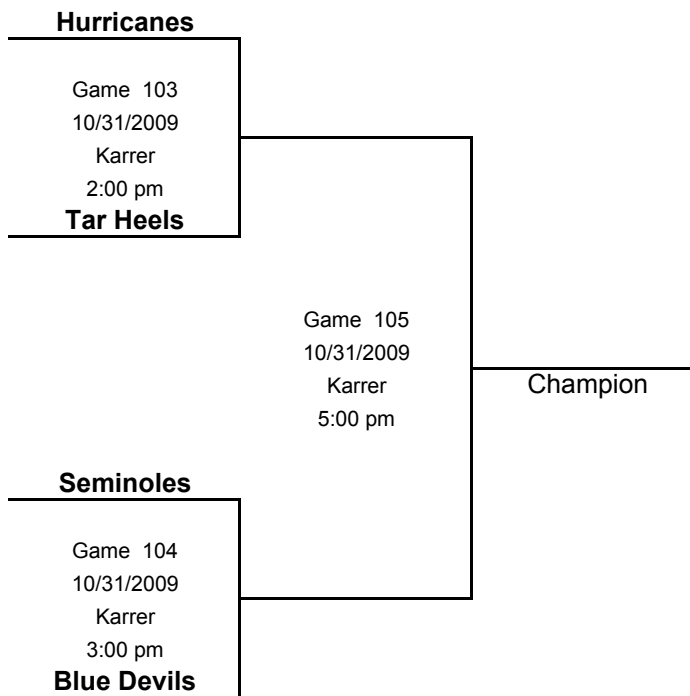 Hurricanes
Game 103
10/31/2009
Karrer
2:00 pm
Tar Heels
Game 105
10/31/2009
Karrer
5:00 pm
Champion
Seminoles
Game 104
10/31/2009
Karrer
3:00 pm
Blue Devils